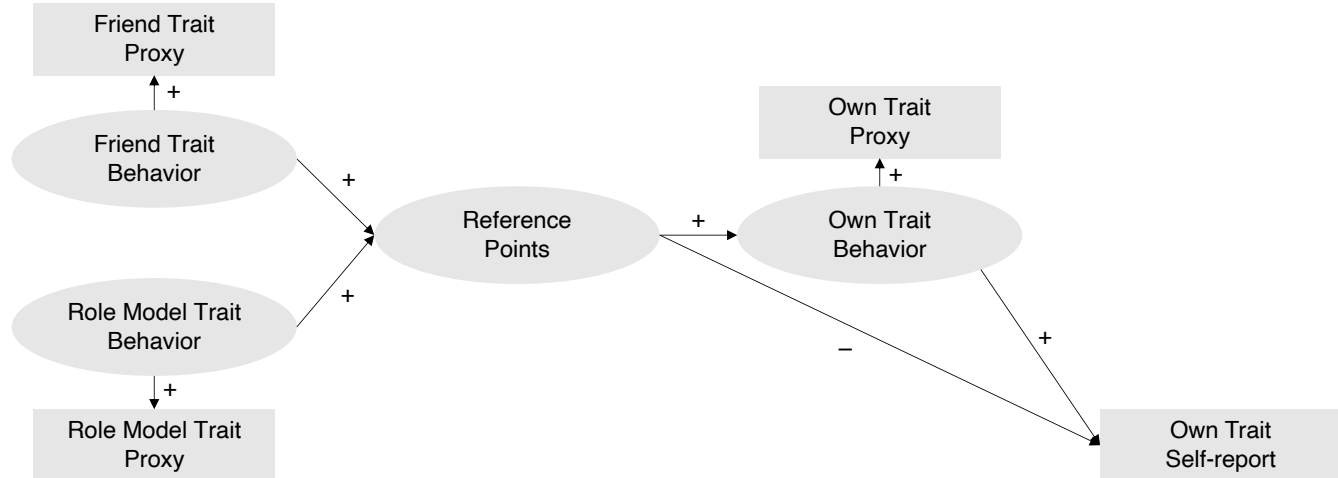 Friend Trait
Proxy
+
Friend Trait
Behavior
+
Role Model Trait
Behavior
+
+
Role Model Trait
Proxy
Reference
Points
+
–
Own Trait
Proxy
+
Own Trait
Behavior
+
Own Trait
Self-report